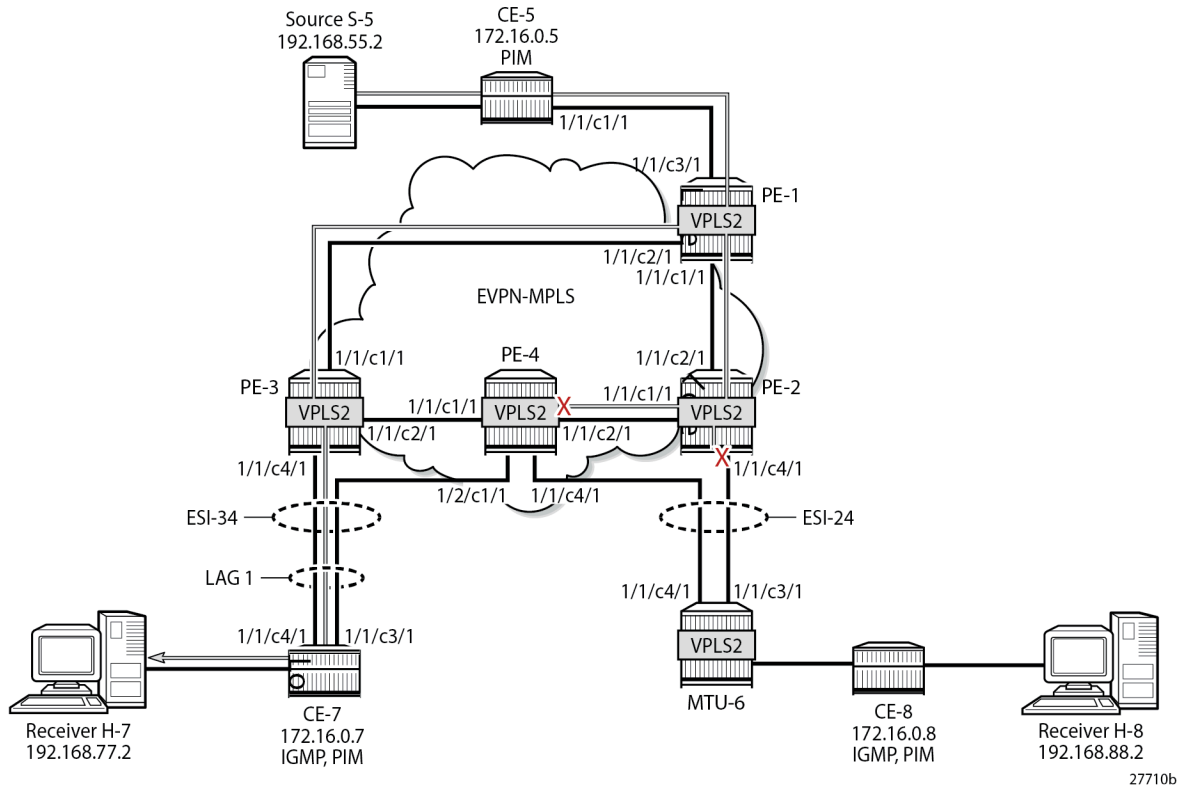 Source S-5
192.168.55.2
CE-5
172.16.0.5
PIM
1/1/c1/1
1/1/c3/1
PE-1
VPLS2
1/1/c2/1
1/1/c1/1
EVPN-MPLS
1/1/c1/1
PE-4
1/1/c2/1
PE-3
1/1/c1/1
PE-2
VPLS2
1/1/c1/1
VPLS2
X
VPLS2
1/1/c2/1
1/1/c2/1
1/1/c4/1
X
1/1/c4/1
1/2/c1/1
1/1/c4/1
ESI-34
ESI-24
LAG 1
1/1/c4/1
1/1/c3/1
1/1/c4/1
1/1/c3/1
VPLS2
MTU-6
Receiver H-7
192.168.77.2
CE-7
172.16.0.7
IGMP, PIM
CE-8
172.16.0.8
IGMP, PIM
Receiver H-8
192.168.88.2
27710b